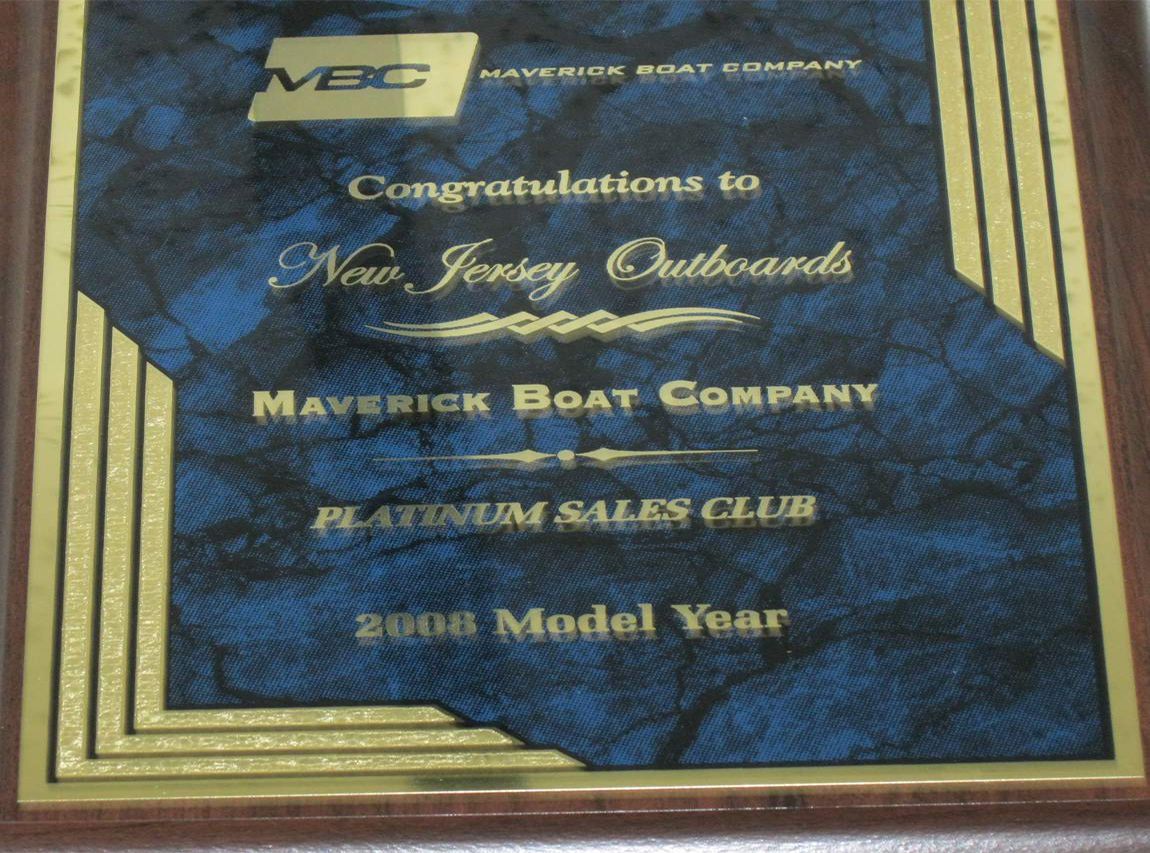 MBC MAVERICK BOAT COMPANY
Congratulations to
New Jersey Outboards
MAVERICK BOAT COMPANY
PLATINUM SALES CLUB
2008 Model Year